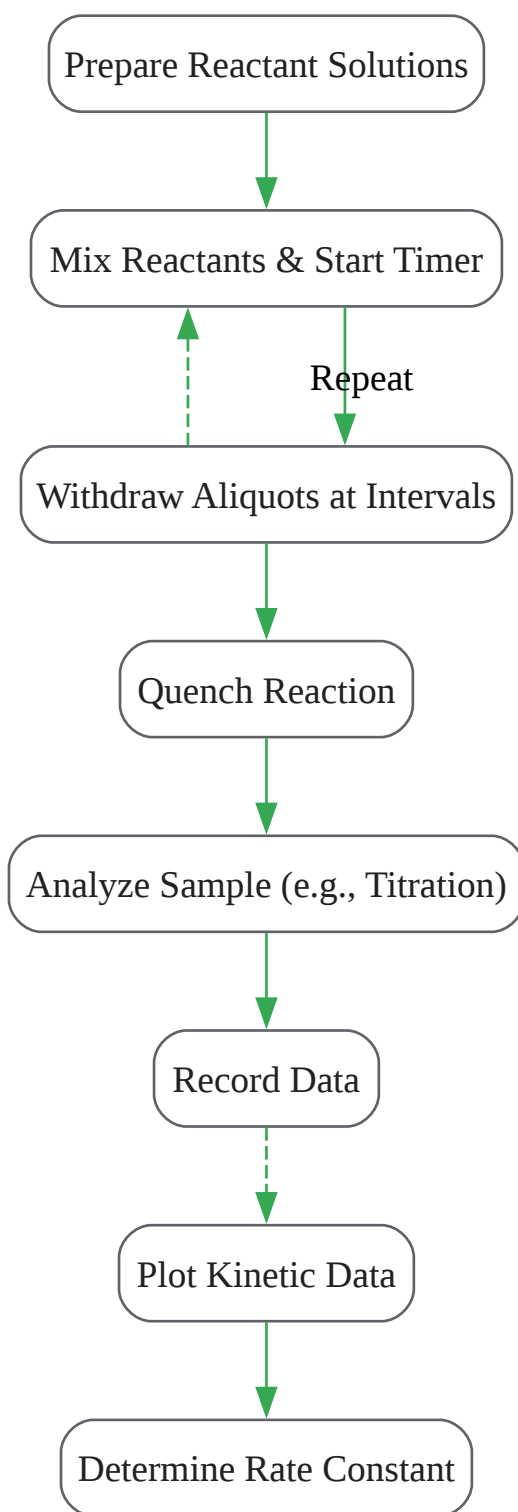 Prepare Reactant Solutions
Mix Reactants & Start Timer
Repeat
Withdraw Aliquots at Intervals
Quench Reaction
Analyze Sample (e.g., Titration)
Record Data
Plot Kinetic Data
Determine Rate Constant